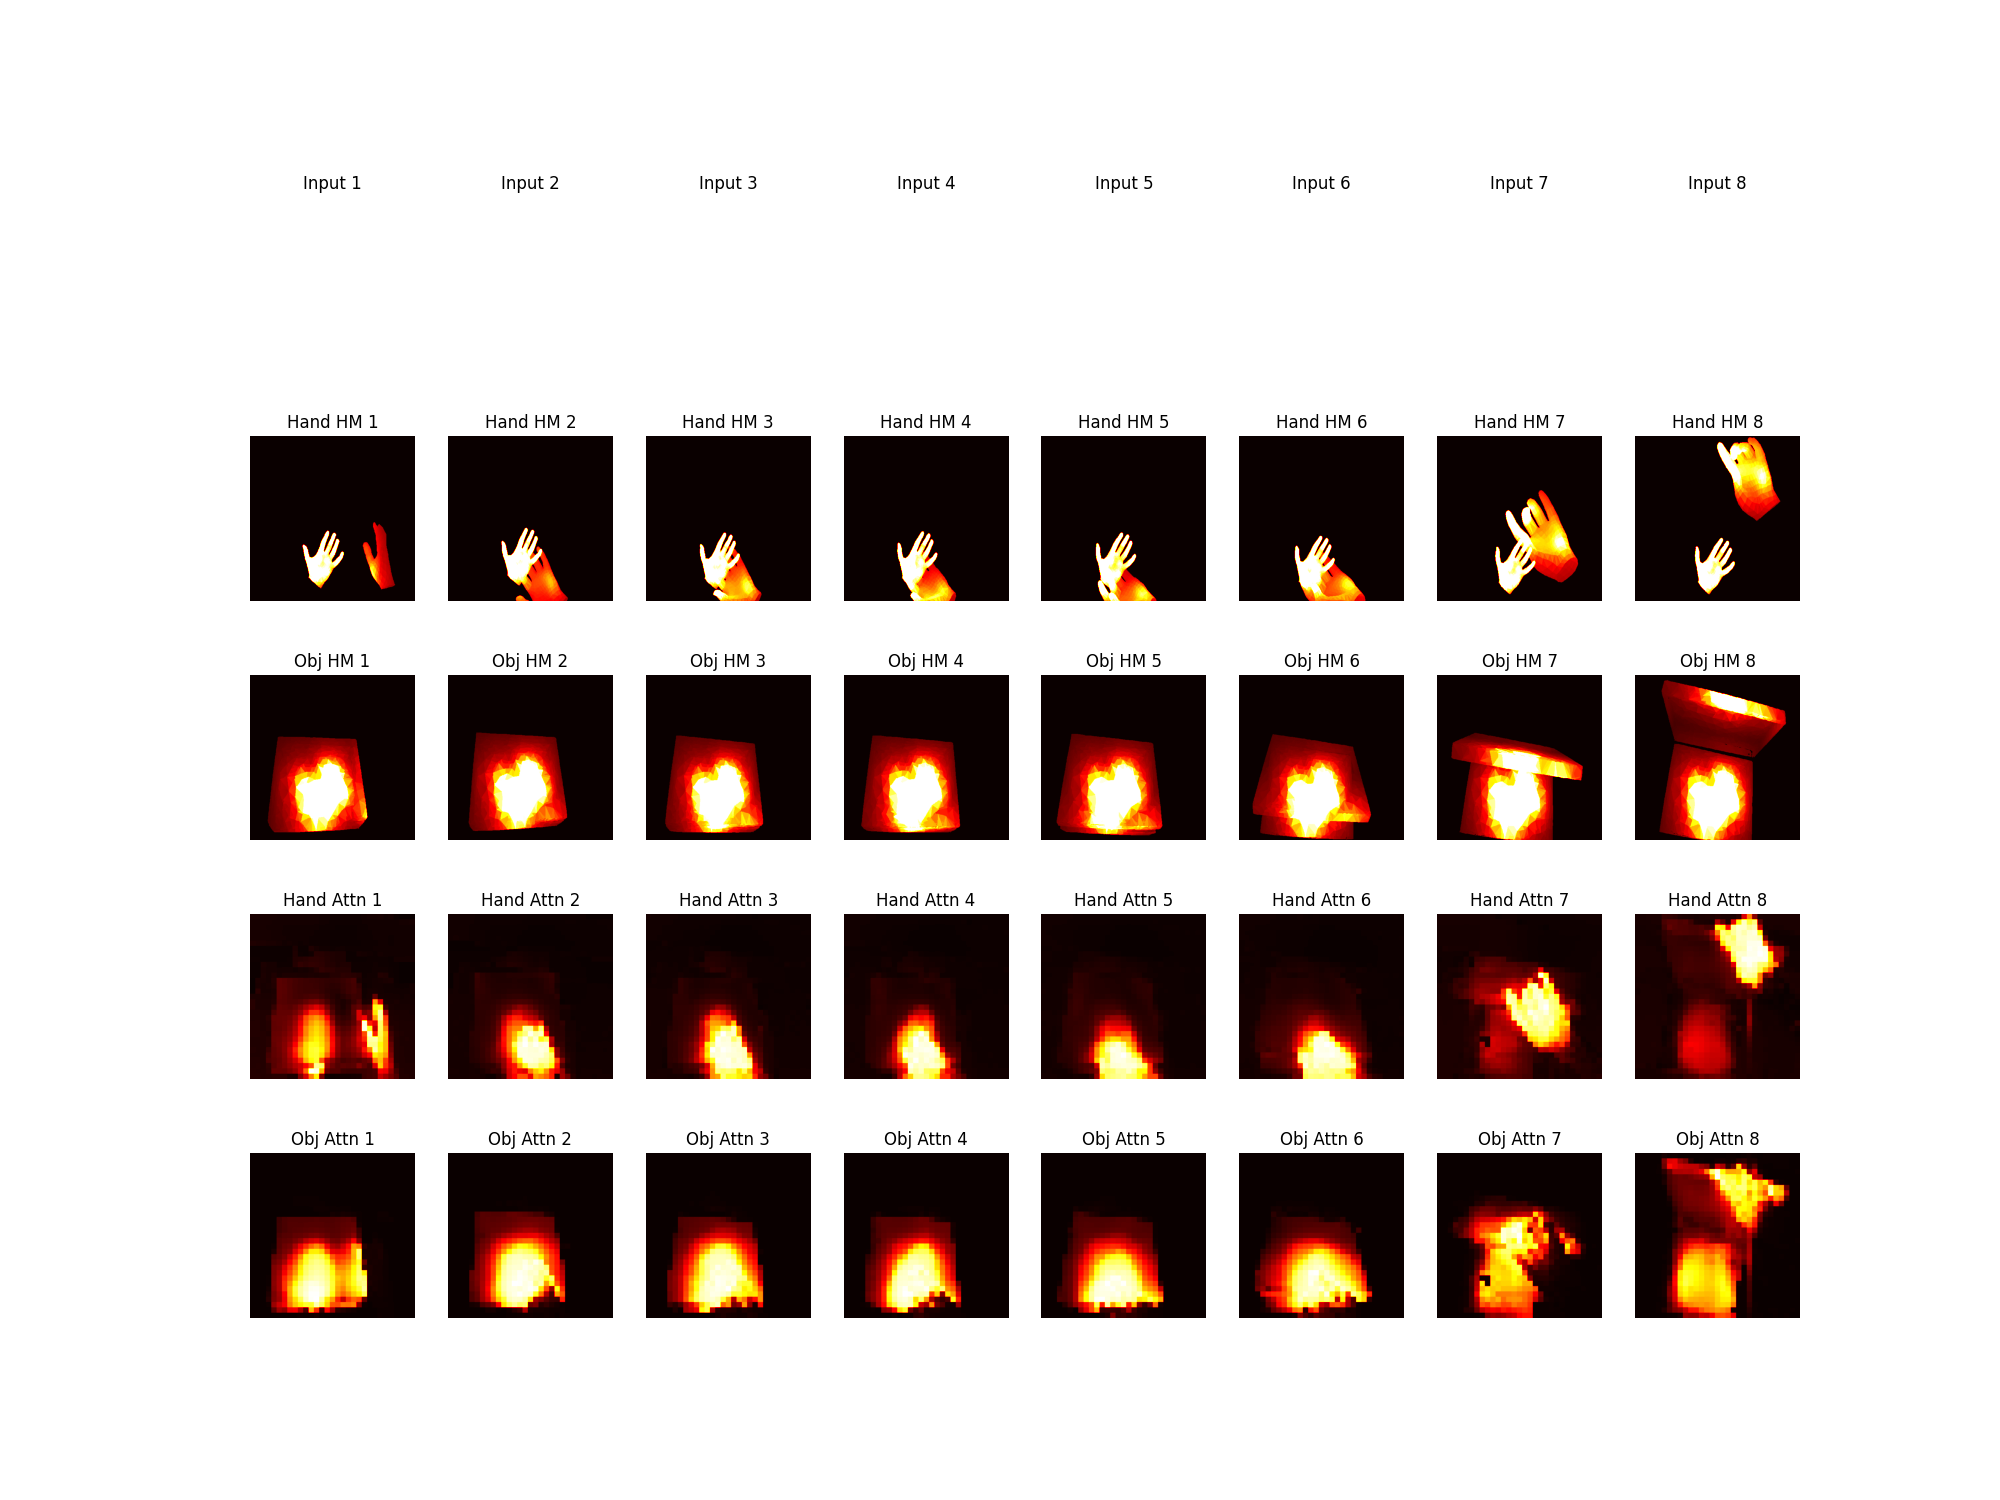 Input 1 Input 2 Input 3 Input 4 Input 5 Input 6 Input 7 Input 8
Hand HM 1 Hand HM 2 Hand HM 3 Hand HM 4 Hand HM 5 Hand HM 6 Hand HM 7 Hand HM 8
Obj HM 1 Obj HM 2 Obj HM 3 Obj HM 4 Obj HM 5 Obj HM 6 Obj HM 7 Obj HM 8
Hand Attn 1 Hand Attn 2 Hand Attn 3 Hand Attn 4 Hand Attn 5 Hand Attn 6 Hand Attn 7 Hand Attn 8
Obj Attn 1 Obj Attn 2 Obj Attn 3 Obj Attn 4 Obj Attn 5 Obj Attn 6 Obj Attn 7 Obj Attn 8